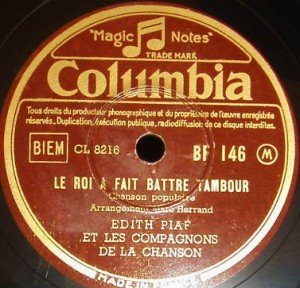 "Magic Notes"
TRADE MARK
Columbia
Tous droits du producteur phonographique et du propriétaire de l'œuvre enregistrée
réservés. Duplication, exécution publique, radiodiffusion de ce disque interdites.
BIEM CL 8216 BF 146 M
LE ROI A FAIT BATTRE TAMBOUR
Chanson populaire
Arrangement Marc Herrand
EDITH PIAF
ET LES COMPAGNONS
DE LA CHANSON
MADE IN FRANCE